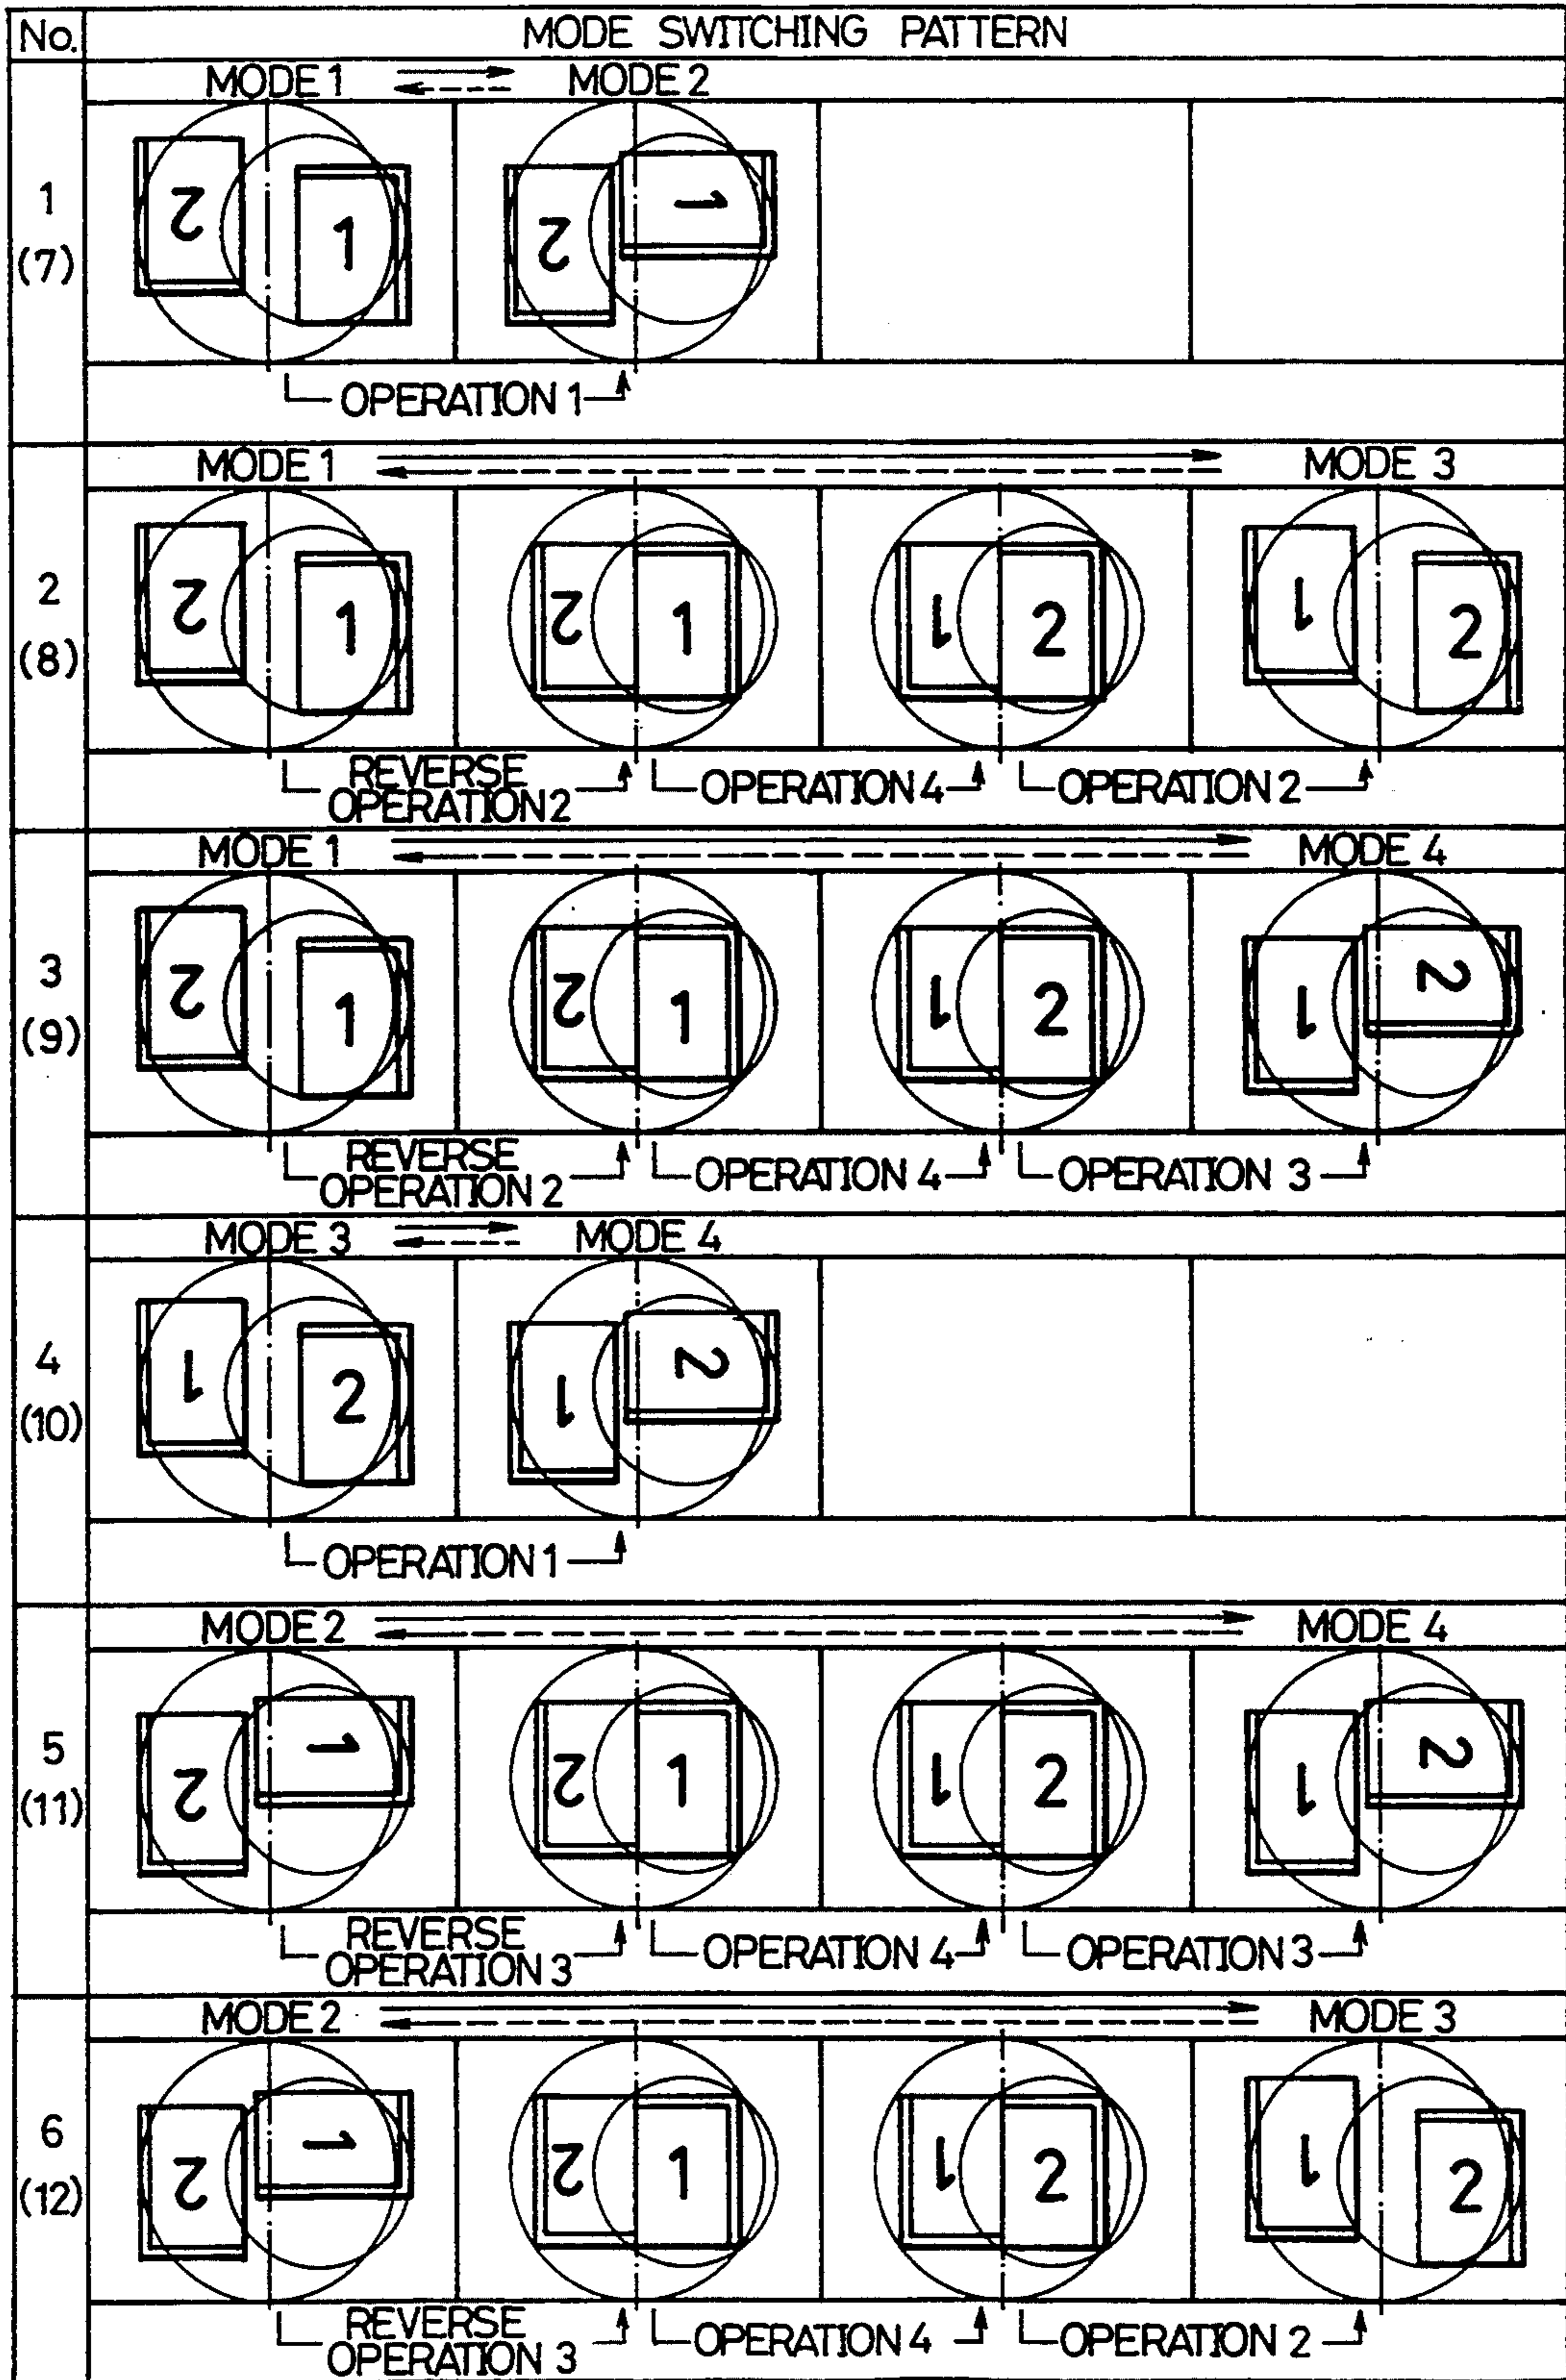 No. MODE SWITCHING PATTERN
MODE 1 MODE 2
1
(7)
2 1 2 1
OPERATION 1
MODE 1 MODE 3
2
(8)
2 1 2 1 1 2 1 2
REVERSE
OPERATION 2 OPERATION 4 OPERATION 2
MODE 1 MODE 4
3
(9)
2 1 2 1 1 2 1 2
REVERSE
OPERATION 2 OPERATION 4 OPERATION 3
MODE 3 MODE 4
4
(10)
1 2 1 2
OPERATION 1
MODE 2 MODE 4
5
(11)
2 1 2 1 1 2 1 2
REVERSE
OPERATION 3 OPERATION 4 OPERATION 3
MODE 2 MODE 3
6
(12)
2 1 2 1 1 2 1 2
REVERSE
OPERATION 3 OPERATION 4 OPERATION 2